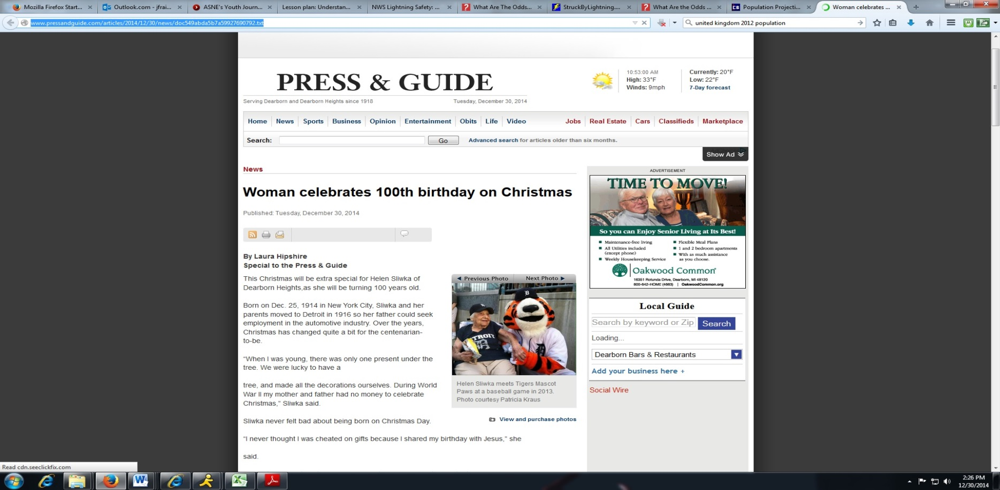 Mozilla Firefox Start...
Outlook.com - jfrai...
ASNE's Youth Journ...
Lesson plan: Understan...
NWS Lightning Safety: ...
What Are The Odds...
StruckByLightning....
What Are the Odds ...
Population Projecti...
Woman celebrates ...
www.pressandguide.com/articles/2014/12/30/news/doc549abda5b7a59927690792.txt
united kingdom 2012 population
PRESS & GUIDE
10:53:00 AM
High: 33°F
Winds: 9mph
Currently: 20°F
Low: 22°F
7-Day forecast
Serving Dearborn and Dearborn Heights since 1918
Tuesday, December 30, 2014
Home News Sports Business Opinion Entertainment Obits Life Video
Jobs Real Estate Cars Classifieds Marketplace
Search: Go Advanced search for articles older than six months.
Show Ad
News
Woman celebrates 100th birthday on Christmas
Published: Tuesday, December 30, 2014
By Laura Hipshire
Special to the Press & Guide
This Christmas will be extra special for Helen Sliwka of
Dearborn Heights,as she will be turning 100 years old.
Born on Dec. 25, 1914 in New York City, Sliwka and her
parents moved to Detroit in 1916 so her father could seek
employment in the automotive industry. Over the years,
Christmas has changed quite a bit for the centenarian-
to-be.
“When I was young, there was only one present under the
tree. We were lucky to have a
tree, and made all the decorations ourselves. During World
War II my mother and father had no money to celebrate
Christmas,” Sliwka said.
Sliwka never felt bad about being born on Christmas Day.
“I never thought I was cheated on gifts because I shared my birthday with Jesus,” she
said.
Previous Photo
Next Photo
D
DETROIT
Helen Sliwka meets Tigers Mascot
Paws at a baseball game in 2013.
Photo courtesy Patricia Kraus
View and purchase photos
ADVERTISEMENT
TIME TO MOVE!
So you can Enjoy Senior Living at Its Best!
Maintenance-free living
All Utilities included
(except phone)
Weekly Housekeeping Service
Flexible Meal Plans
1 and 2 bedroom apartments
With as much assistance
as you choose.
Oakwood Common
16351 Rotunda Drive, Dearborn, MI 48120
800-642-HOME (4663) | OakwoodCommon.org
Local Guide
Search by keyword or Zip
Search
Loading...
Dearborn Bars & Restaurants
Add your business here +
Social Wire
Read cdn.seeclickfix.com
2:26 PM
12/30/2014